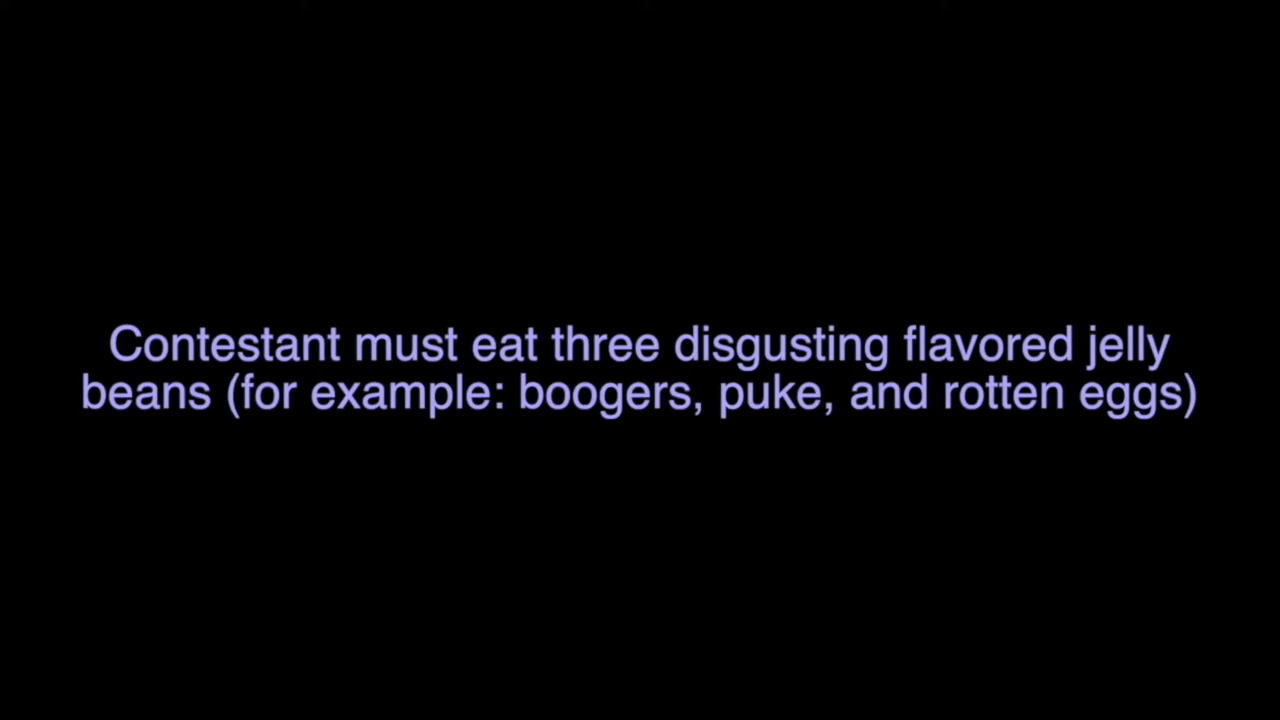 Contestant must eat three disgusting flavored jelly
beans (for example: boogers, puke, and rotten eggs)